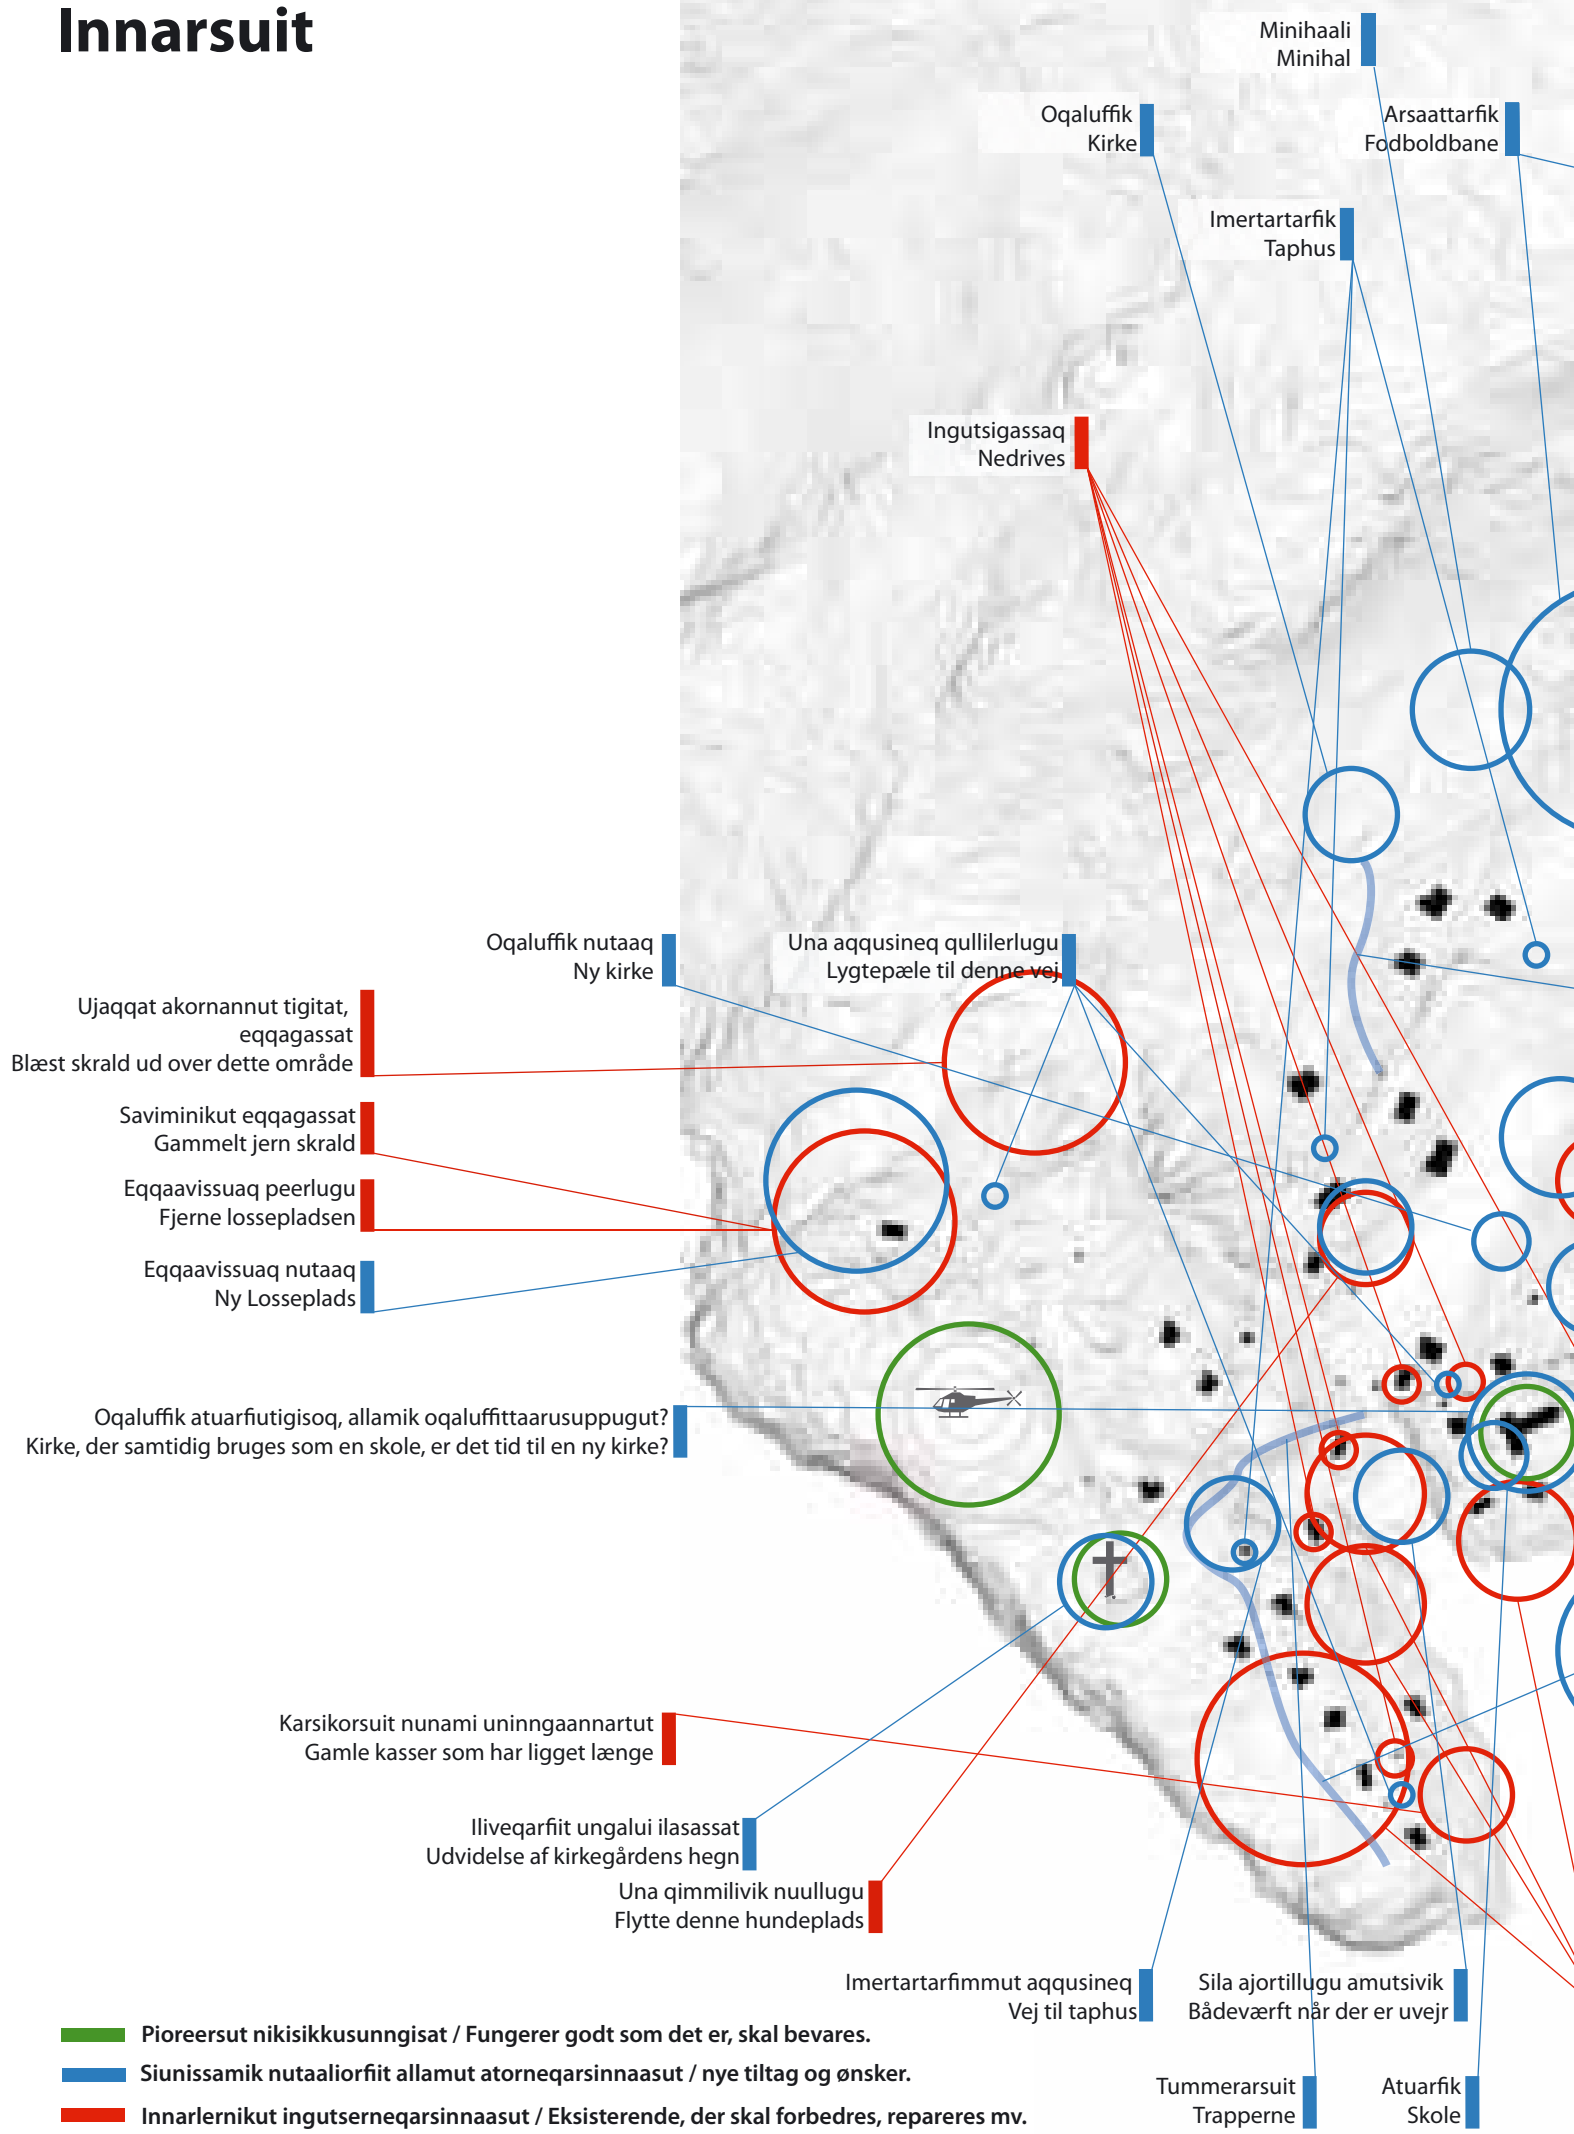 Innarsuit
Minihaali
Minihal
Oqaluffik
Kirke
Arsaattarfik
Fodboldbane
Imertartarfik
Taphus
Ingutsigassaq
Nedrives
Oqaluffik nutaaq
Ny kirke
Una aqqusineq qullilerlugu
Lygtepæle til denne vej
Ujaqqat akornannut tigitat,
eqqagassat
Blæst skrald ud over dette område
Saviminikut eqqagassat
Gammelt jern skrald
Eqqaavissuaq peerlugu
Fjerne lossepladsen
Eqqaavissuaq nutaaq
Ny Losseplads
Oqaluffik atuarfiutigisoq, allamik oqaluffittaarusuppugut?
Kirke, der samtidig bruges som en skole, er det tid til en ny kirke?
Karsikorsuit nunami uninngaannartut
Gamle kasser som har ligget længe
Iliveqarfiit ungalui ilasassat
Udvidelse af kirkegårdens hegn
Una qimmilivik nuullugu
Flytte denne hundeplads
Imertartarfimmut aqqusineq
Vej til taphus
Sila ajortillugu amutsivik
Bådeværft når der er uvejr
Pioreersut nikisikkusunngisat / Fungerer godt som det er, skal bevares.
Siunissamik nutaaliorfiit allamut atorneqarsinnaasut / nye tiltag og ønsker.
Innarlernikut ingutserneqarsinnaasut / Eksisterende, der skal forbedres, repareres mv.
Tummerarsuit
Trapperne
Atuarfik
Skole